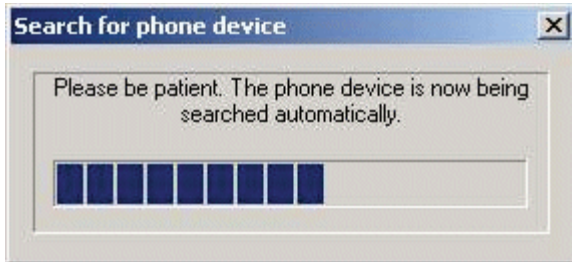 Search for phone device
Please be patient. The phone device is now being
searched automatically.